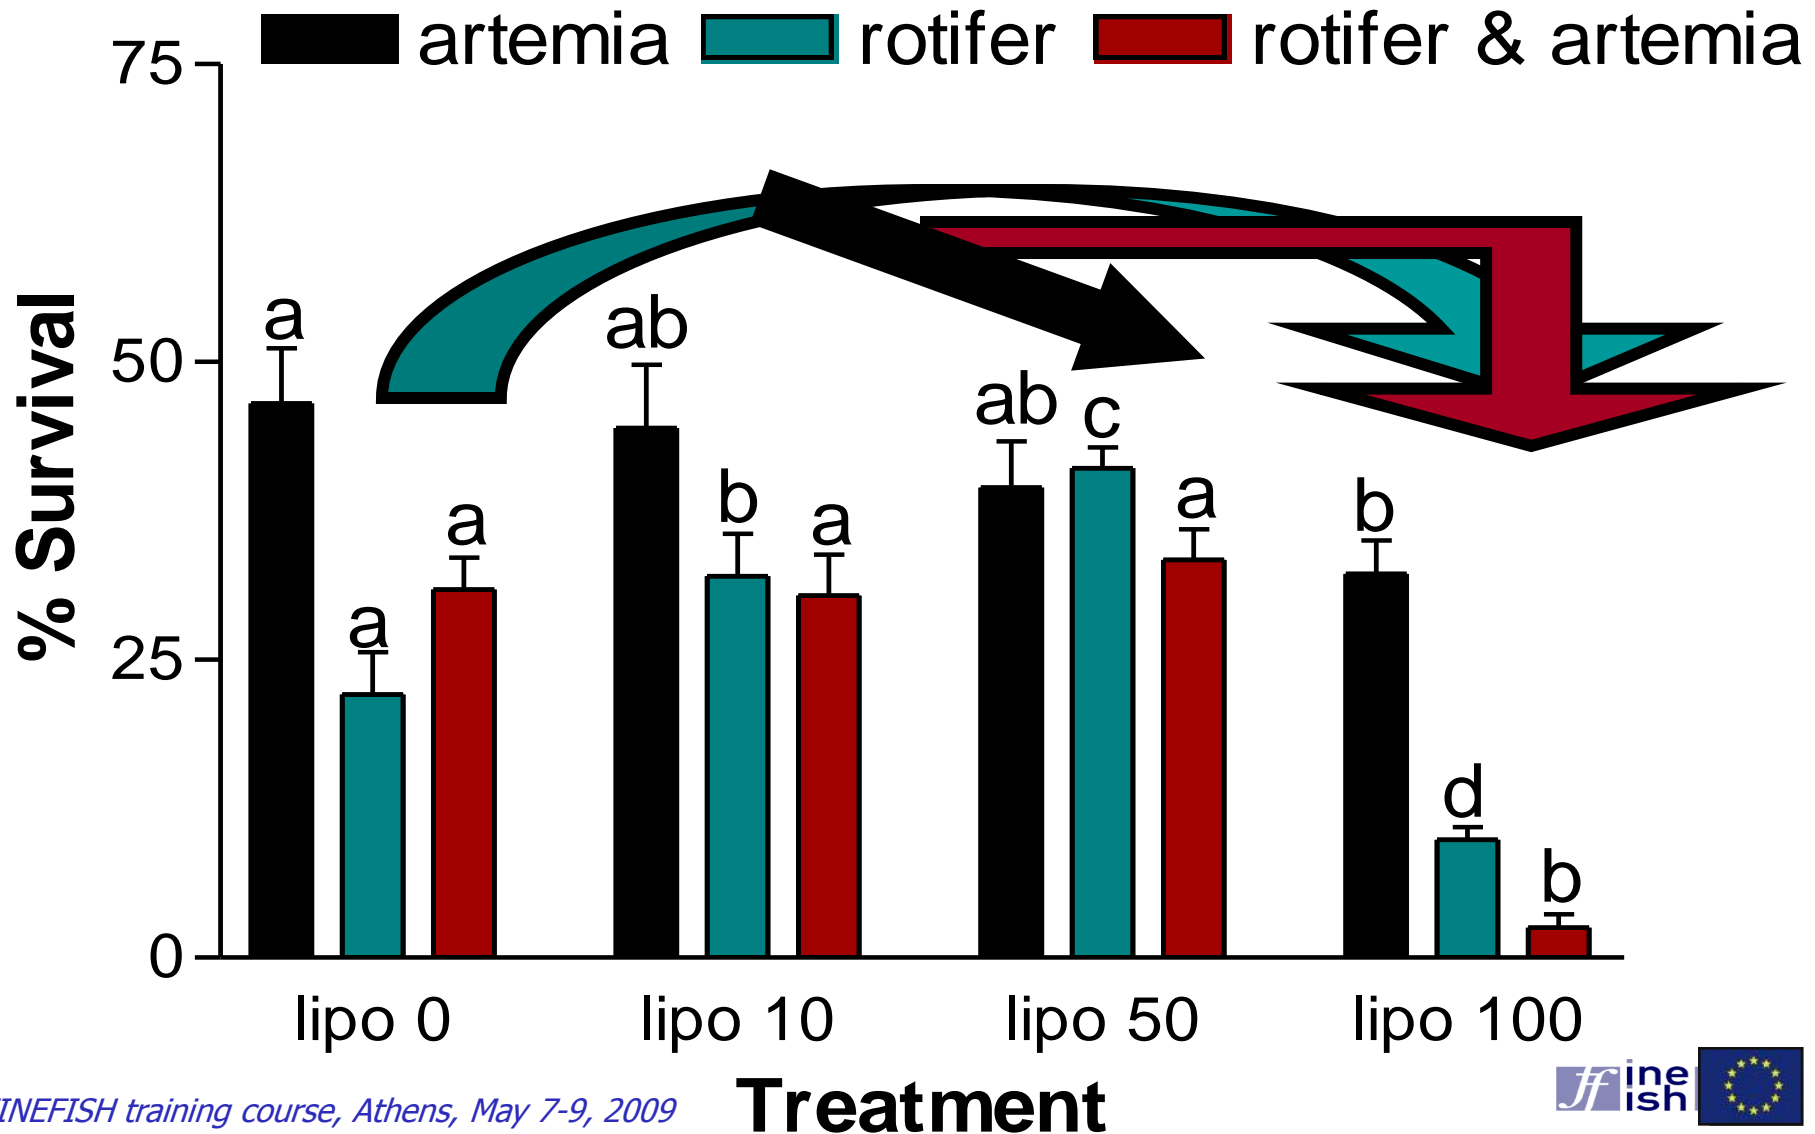 artemia rotifer rotifer & artemia
75
50
25
0
% Survival
a
a
a
ab
b
a
ab
c
a
b
d
b
lipo 0 lipo 10 lipo 50 lipo 100
Treatment
INEFISH training course, Athens, May 7-9, 2009
ff ine
ish